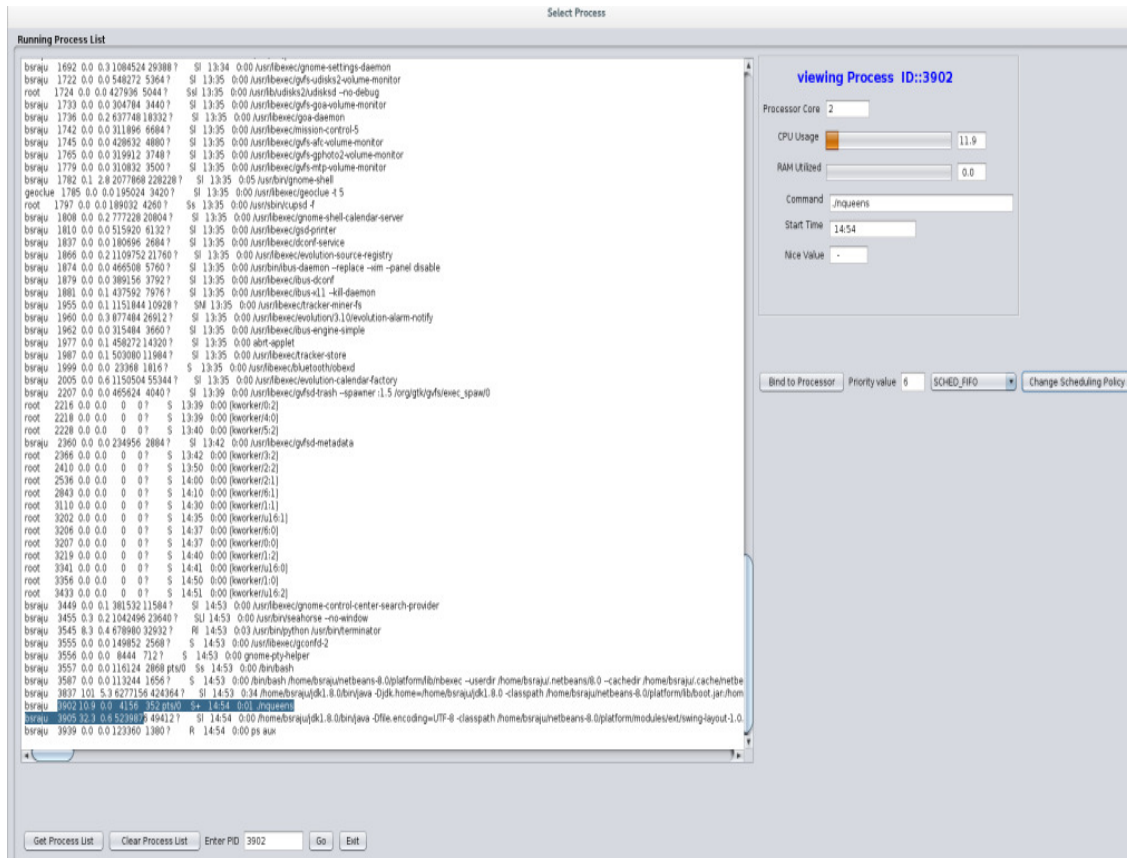 Select Process
Running Process List
bsraju 1692 0.0 0.3 1084524 29388 ? Sl 13:34 0:00 /usr/libexec/gnome-settings-daemon
bsraju 1722 0.0 0.0 548272 5364 ? Sl 13:35 0:00 /usr/libexec/gvfs-udisks2-volume-monitor
root 1724 0.0 0.0 427936 5044 ? Ssl 13:35 0:00 /usr/lib/udisks2/udisksd --no-debug
bsraju 1733 0.0 0.0 304784 3440 ? Sl 13:35 0:00 /usr/libexec/gvfs-goa-volume-monitor
bsraju 1736 0.0 0.2 637748 18332 ? Sl 13:35 0:00 /usr/libexec/goa-daemon
bsraju 1742 0.0 0.0 311896 6684 ? Sl 13:35 0:00 /usr/libexec/mission-control-5
bsraju 1745 0.0 0.0 428632 4880 ? Sl 13:35 0:00 /usr/libexec/gvfs-afc-volume-monitor
bsraju 1765 0.0 0.0 319912 3748 ? Sl 13:35 0:00 /usr/libexec/gvfs-gphoto2-volume-monitor
bsraju 1779 0.0 0.0 310832 3500 ? Sl 13:35 0:00 /usr/libexec/gvfs-mtp-volume-monitor
bsraju 1782 0.1 2.8 2077868 228228 ? Sl 13:35 0:05 /usr/bin/gnome-shell
geoclue 1785 0.0 0.0 195024 3420 ? Sl 13:35 0:00 /usr/libexec/geoclue -t 5
root 1797 0.0 0.0 189032 4260 ? Ss 13:35 0:00 /usr/sbin/cupsd -f
bsraju 1808 0.0 0.2 777228 20804 ? Sl 13:35 0:00 /usr/libexec/gnome-shell-calendar-server
bsraju 1810 0.0 0.0 515920 6132 ? Sl 13:35 0:00 /usr/libexec/gsd-printer
bsraju 1837 0.0 0.0 180696 2684 ? Sl 13:35 0:00 /usr/libexec/dconf-service
bsraju 1866 0.0 0.2 1109752 21760 ? Sl 13:35 0:00 /usr/libexec/evolution-source-registry
bsraju 1874 0.0 0.0 466508 5760 ? Sl 13:35 0:00 /usr/bin/ibus-daemon --replace --xim --panel disable
bsraju 1879 0.0 0.0 389156 3792 ? Sl 13:35 0:00 /usr/libexec/ibus-dconf
bsraju 1881 0.0 0.1 437592 7976 ? Sl 13:35 0:00 /usr/libexec/ibus-x11 --kill-daemon
bsraju 1955 0.0 0.1 1151844 10928 ? SNl 13:35 0:00 /usr/libexec/tracker-miner-fs
bsraju 1960 0.0 0.3 877484 26912 ? Sl 13:35 0:00 /usr/libexec/evolution/3.10/evolution-alarm-notify
bsraju 1962 0.0 0.0 315484 3660 ? Sl 13:35 0:00 /usr/libexec/ibus-engine-simple
bsraju 1977 0.0 0.1 458272 14320 ? Sl 13:35 0:00 abrt-applet
bsraju 1987 0.0 0.1 503080 11984 ? Sl 13:35 0:00 /usr/libexec/tracker-store
bsraju 1999 0.0 0.0 23368 1816 ? S 13:35 0:00 /usr/libexec/bluetooth/obexd
bsraju 2005 0.0 0.6 1150504 55344 ? Sl 13:35 0:00 /usr/libexec/evolution-calendar-factory
bsraju 2207 0.0 0.0 465624 4040 ? Sl 13:39 0:00 /usr/libexec/gvfsd-trash --spawner :1.5 /org/gtk/gvfs/exec_spaw/0
root 2216 0.0 0.0 0 0 ? S 13:39 0:00 [kworker/0:2]
root 2218 0.0 0.0 0 0 ? S 13:39 0:00 [kworker/4:0]
root 2228 0.0 0.0 0 0 ? S 13:40 0:00 [kworker/5:2]
bsraju 2360 0.0 0.0 234956 2884 ? Sl 13:42 0:00 /usr/libexec/gvfsd-metadata
root 2366 0.0 0.0 0 0 ? S 13:42 0:00 [kworker/3:2]
root 2410 0.0 0.0 0 0 ? S 13:50 0:00 [kworker/2:2]
root 2536 0.0 0.0 0 0 ? S 14:00 0:00 [kworker/2:1]
root 2843 0.0 0.0 0 0 ? S 14:10 0:00 [kworker/6:1]
root 3110 0.0 0.0 0 0 ? S 14:30 0:00 [kworker/1:1]
root 3202 0.0 0.0 0 0 ? S 14:35 0:00 [kworker/u16:1]
root 3206 0.0 0.0 0 0 ? S 14:37 0:00 [kworker/6:0]
root 3207 0.0 0.0 0 0 ? S 14:37 0:00 [kworker/0:0]
root 3219 0.0 0.0 0 0 ? S 14:40 0:00 [kworker/1:2]
root 3341 0.0 0.0 0 0 ? S 14:41 0:00 [kworker/u16:0]
root 3356 0.0 0.0 0 0 ? S 14:50 0:00 [kworker/1:0]
root 3433 0.0 0.0 0 0 ? S 14:51 0:00 [kworker/u16:2]
bsraju 3449 0.0 0.1 381532 11584 ? Sl 14:53 0:00 /usr/libexec/gnome-control-center-search-provider
bsraju 3455 0.3 0.2 1042496 23640 ? SLl 14:53 0:00 /usr/bin/seahorse --no-window
bsraju 3545 8.3 0.4 678980 32932 ? Rl 14:53 0:03 /usr/bin/python /usr/bin/terminator
bsraju 3555 0.0 0.0 149852 2568 ? S 14:53 0:00 /usr/libexec/gconfd-2
bsraju 3556 0.0 0.0 8444 712 ? S 14:53 0:00 gnome-pty-helper
bsraju 3557 0.0 0.0 116124 2868 pts/0 Ss 14:53 0:00 /bin/bash
bsraju 3587 0.0 0.0 113244 1656 ? S 14:53 0:00 /bin/bash /home/bsraju/netbeans-8.0/platform/lib/nbexec --userdir /home/bsraju/.netbeans/8.0 --cachedir /home/bsraju/.cache/netbe
bsraju 3837 101 5.3 6277156 424364 ? Sl 14:53 0:34 /home/bsraju/jdk1.8.0/bin/java -Djdk.home=/home/bsraju/jdk1.8.0 -classpath /home/bsraju/netbeans-8.0/platform/lib/boot.jar:/hom
bsraju 3902 10.9 0.0 4156 352 pts/0 S+ 14:54 0:01 ./nqueens
bsraju 3905 32.3 0.6 5239826 49412 ? Sl 14:54 0:00 /home/bsraju/jdk1.8.0/bin/java -Dfile.encoding=UTF-8 -classpath /home/bsraju/netbeans-8.0/platform/modules/ext/swing-layout-1.0.
bsraju 3939 0.0 0.0 123360 1380 ? R 14:54 0:00 ps aux
viewing Process ID::3902
Processor Core 2
CPU Usage 11.9
RAM Utilized 0.0
Command ./nqueens
Start Time 14:54
Nice Value -
Bind to Processor Priority value 6 SCHED_FIFO Change Scheduling Policy
Get Process List Clear Process List Enter PID 3902 Go Exit